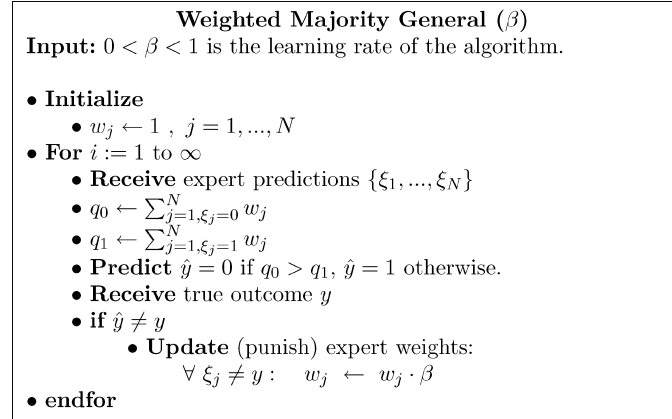 Weighted Majority General (β)
Input: 0 < β < 1 is the learning rate of the algorithm.
• Initialize
• w_j ← 1 , j = 1, ..., N
• For i := 1 to ∞
• Receive expert predictions {ξ_1, ..., ξ_N}
• q_0 ← ∑_{j=1,ξ_j=0}^N w_j
• q_1 ← ∑_{j=1,ξ_j=1}^N w_j
• Predict ŷ = 0 if q_0 > q_1, ŷ = 1 otherwise.
• Receive true outcome y
• if ŷ ≠ y
• Update (punish) expert weights:
∀ ξ_j ≠ y : w_j ← w_j · β
• endfor